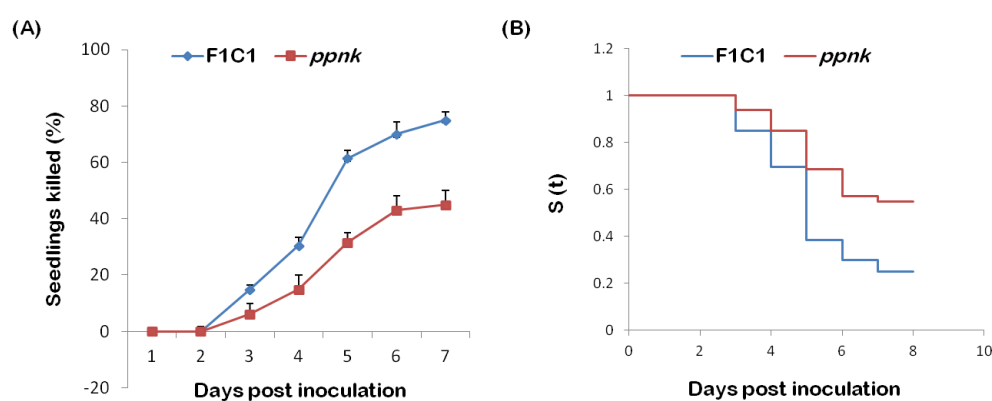 (A)
100
80
60
40
20
0
-20
Seedlings killed (%)
F1C1
ppnk
1 2 3 4 5 6 7
Days post inoculation
(B)
1.2
1
0.8
0.6
0.4
0.2
0
S (t)
F1C1
ppnk
0 2 4 6 8 10
Days post inoculation